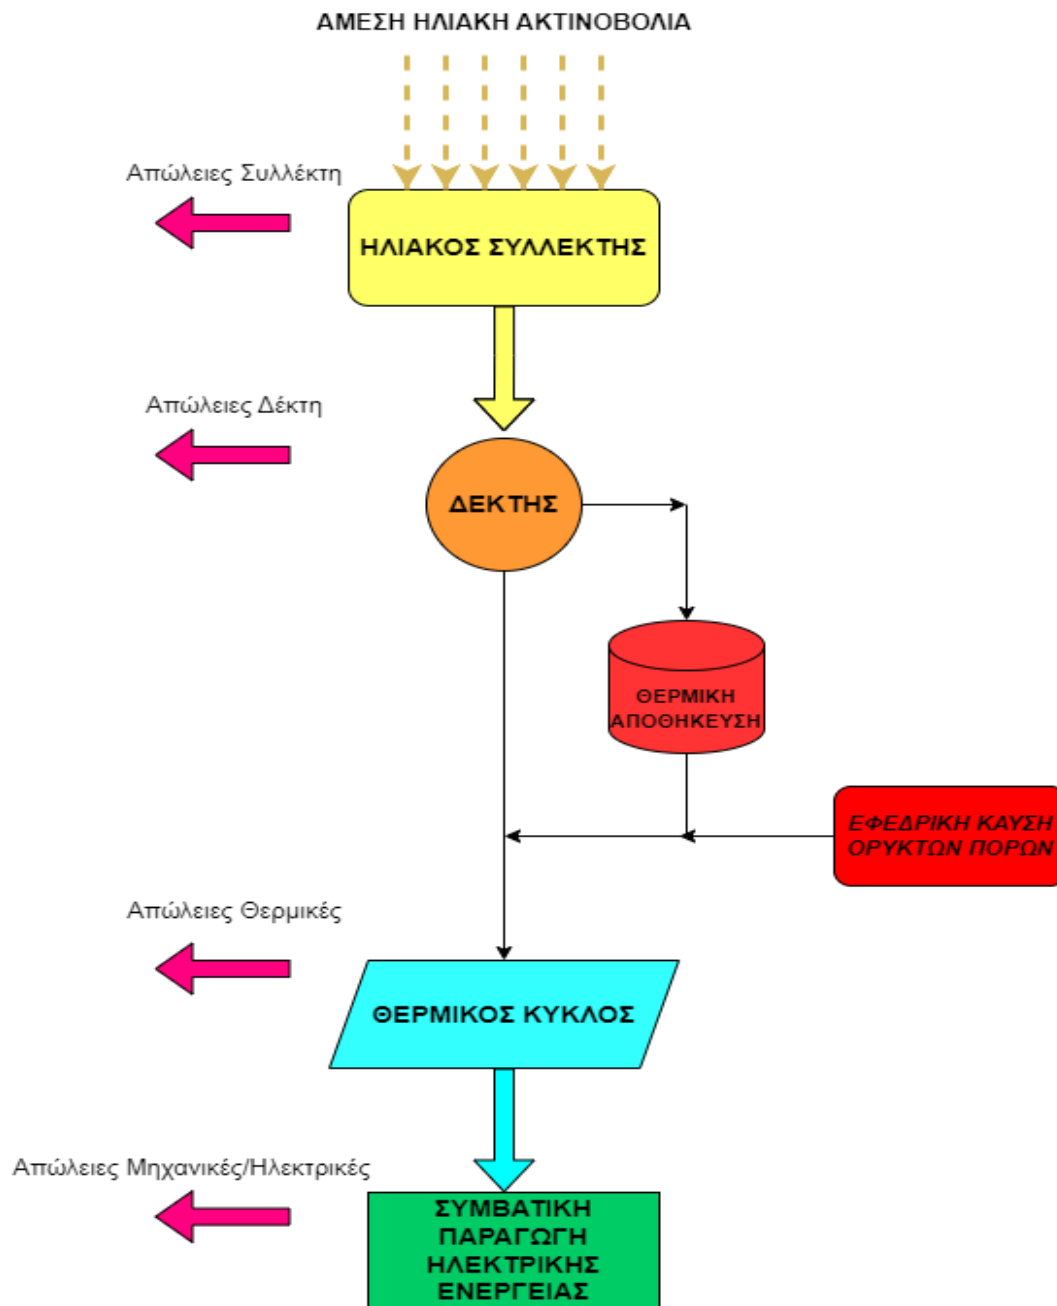 ΑΜΕΣΗ ΗΛΙΑΚΗ ΑΚΤΙΝΟΒΟΛΙΑ
Απώλειες Συλλέκτη
ΗΛΙΑΚΟΣ ΣΥΛΛΕΚΤΗΣ
Απώλειες Δέκτη
ΔΕΚΤΗΣ
ΘΕΡΜΙΚΗ
ΑΠΟΘΗΚΕΥΣΗ
ΕΦΕΔΡΙΚΗ ΚΑΥΣΗ
ΟΡΥΚΤΩΝ ΠΟΡΩΝ
Απώλειες Θερμικές
ΘΕΡΜΙΚΟΣ ΚΥΚΛΟΣ
Απώλειες Μηχανικές/Ηλεκτρικές
ΣΥΜΒΑΤΙΚΗ
ΠΑΡΑΓΩΓΗ
ΗΛΕΚΤΡΙΚΗΣ
ΕΝΕΡΓΕΙΑΣ